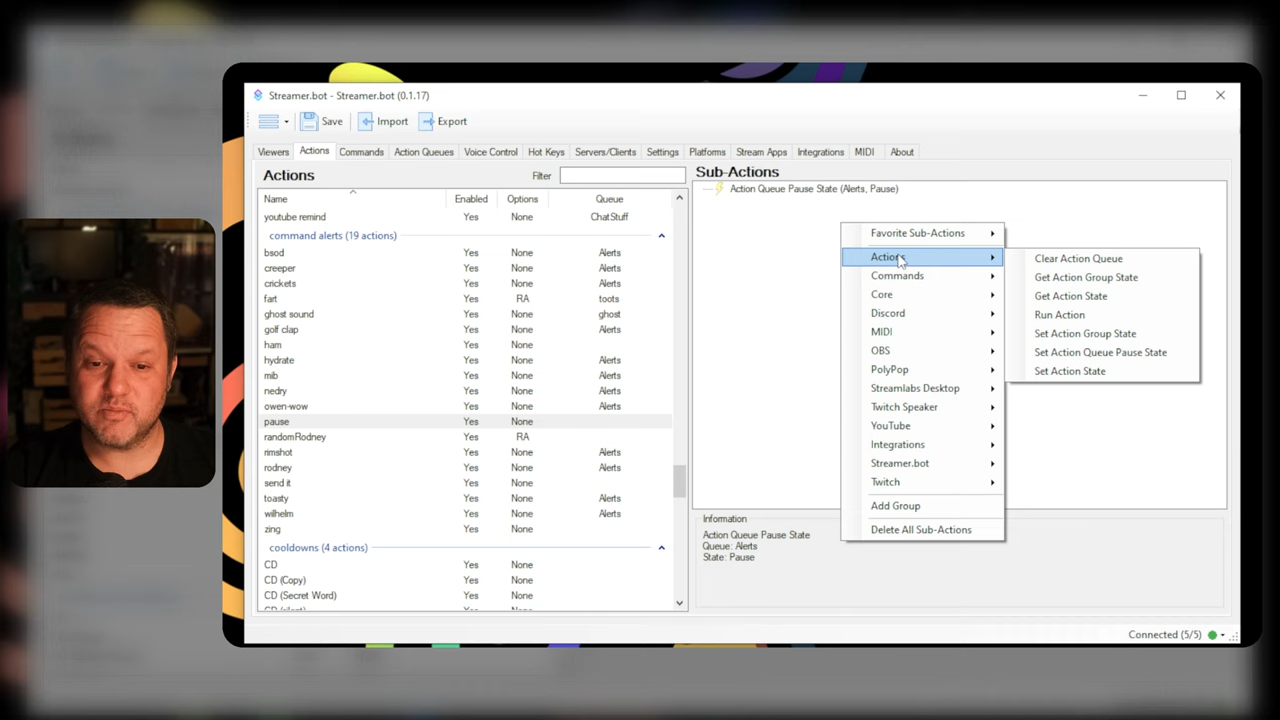 Streamer.bot - Streamer.bot (0.1.17)
Save Import Export
Viewers Actions Commands Action Queues Voice Control Hot Keys Servers/Clients Settings Platforms Stream Apps Integrations MIDI About
Actions Filter
Name Enabled Options Queue
youtube remind Yes None ChatStuff
command alerts (19 actions)
bsod Yes None Alerts
creeper Yes None Alerts
crickets Yes None Alerts
fart Yes RA toots
ghost sound Yes None ghost
golf clap Yes None Alerts
ham Yes None
hydrate Yes None Alerts
mib Yes None Alerts
nedry Yes None Alerts
owen-wow Yes None Alerts
pause Yes None
randomRodney Yes RA
rimshot Yes None Alerts
rodney Yes None Alerts
send it Yes None
toasty Yes None Alerts
wilhelm Yes None Alerts
zing Yes None
cooldowns (4 actions)
CD Yes None
CD (Copy) Yes None
CD (Secret Word) Yes None
Sub-Actions
Action Queue Pause State (Alerts, Pause)
Favorite Sub-Actions
Actions
Commands
Core
Discord
MIDI
OBS
PolyPop
Streamlabs Desktop
Twitch Speaker
YouTube
Integrations
Streamer.bot
Twitch
Add Group
Delete All Sub-Actions
Clear Action Queue
Get Action Group State
Get Action State
Run Action
Set Action Group State
Set Action Queue Pause State
Set Action State
Information
Action Queue Pause State
Queue: Alerts
State: Pause
Connected (5/5)